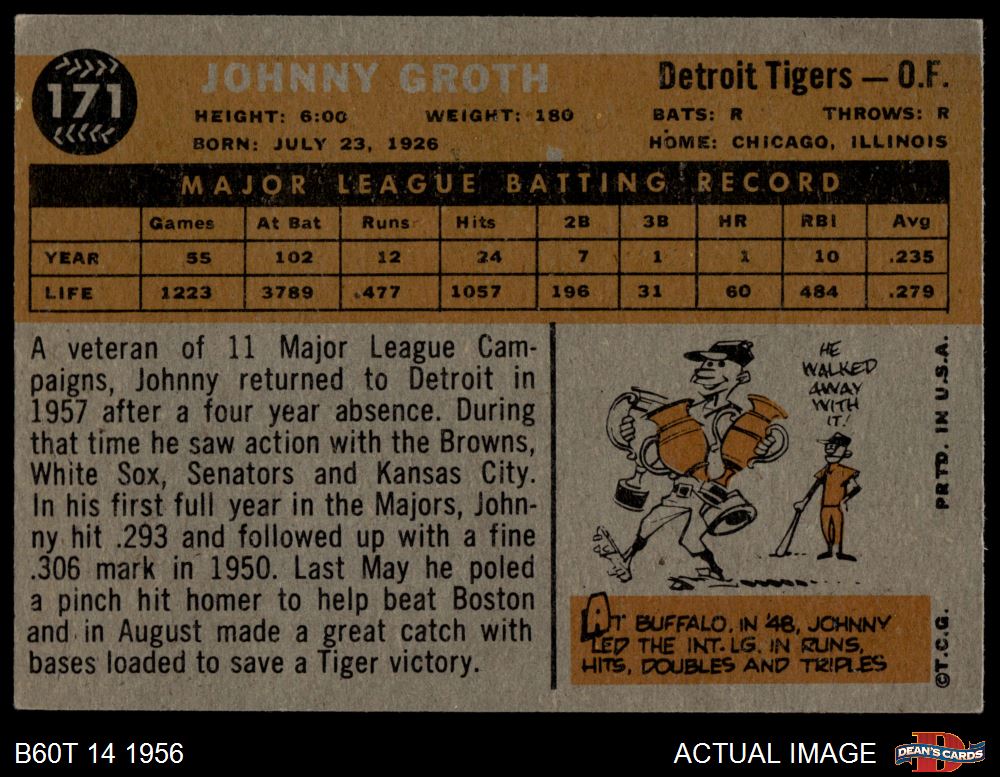 171
JOHNNY GROTH
Detroit Tigers — O.F.
HEIGHT: 6:00 WEIGHT: 180 BATS: R THROWS: R
BORN: JULY 23, 1926 HOME: CHICAGO, ILLINOIS
MAJOR LEAGUE BATTING RECORD
Games At Bat Runs Hits 2B 3B HR RBI Avg
YEAR 55 102 12 24 7 1 1 10 .235
LIFE 1223 3789 .477 1057 196 31 60 484 .279
A veteran of 11 Major League Cam-
paigns, Johnny returned to Detroit in
1957 after a four year absence. During
that time he saw action with the Browns,
White Sox, Senators and Kansas City.
In his first full year in the Majors, John-
ny hit .293 and followed up with a fine
.306 mark in 1950. Last May he poled
a pinch hit homer to help beat Boston
and in August made a great catch with
bases loaded to save a Tiger victory.
HE
WALKED
AWAY
WITH
IT!
AT BUFFALO, IN '48, JOHNNY
LED THE INT. LG. IN RUNS,
HITS, DOUBLES AND TRIPLES
©T.C.G. PRTD. IN U.S.A.
B60T 14 1956
ACTUAL IMAGE
D
DEAN'S CARDS